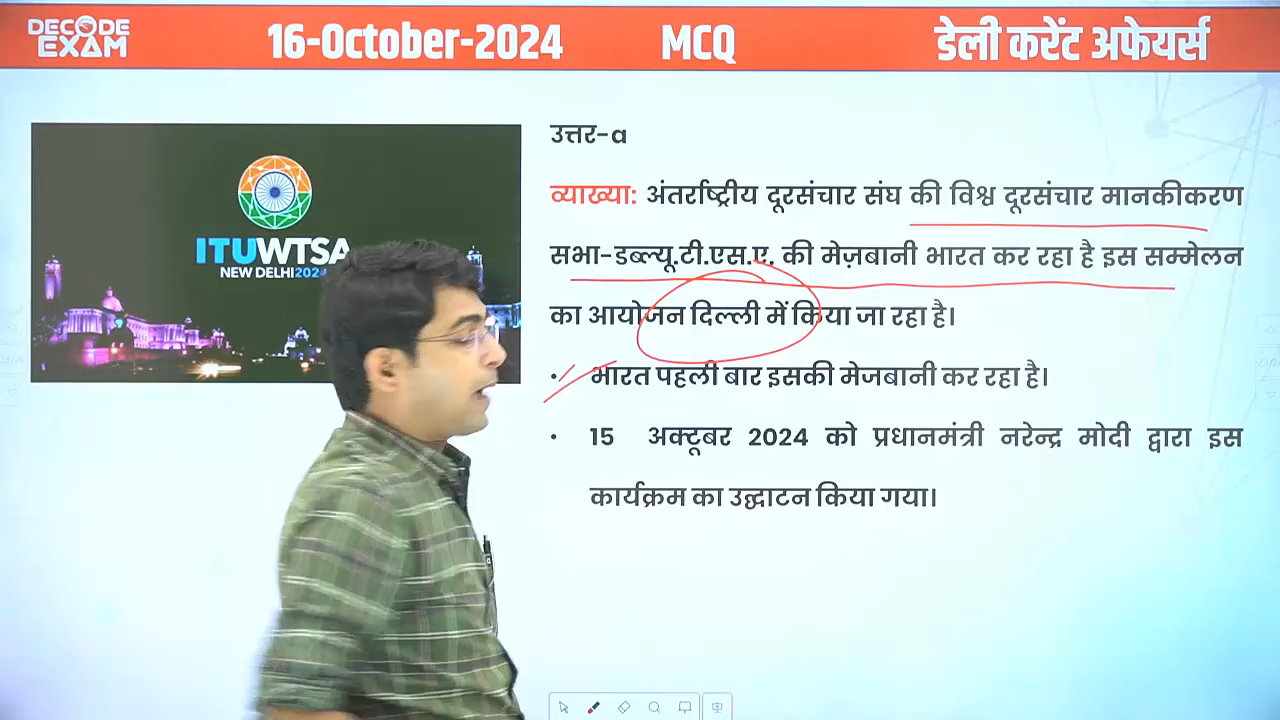 DECODE EXAM
16-October-2024 MCQ डेली करेंट अफेयर्स
उत्तर-a
व्याख्या: अंतर्राष्ट्रीय दूरसंचार संघ की विश्व दूरसंचार मानकीकरण
सभा-डब्ल्यू.टी.एस.ए. की मेज़बानी भारत कर रहा है इस सम्मेलन
का आयोजन दिल्ली में किया जा रहा है।
• भारत पहली बार इसकी मेजबानी कर रहा है।
• 15 अक्टूबर 2024 को प्रधानमंत्री नरेन्द्र मोदी द्वारा इस
कार्यक्रम का उद्घाटन किया गया।
ITUWTSA
NEW DELHI2024